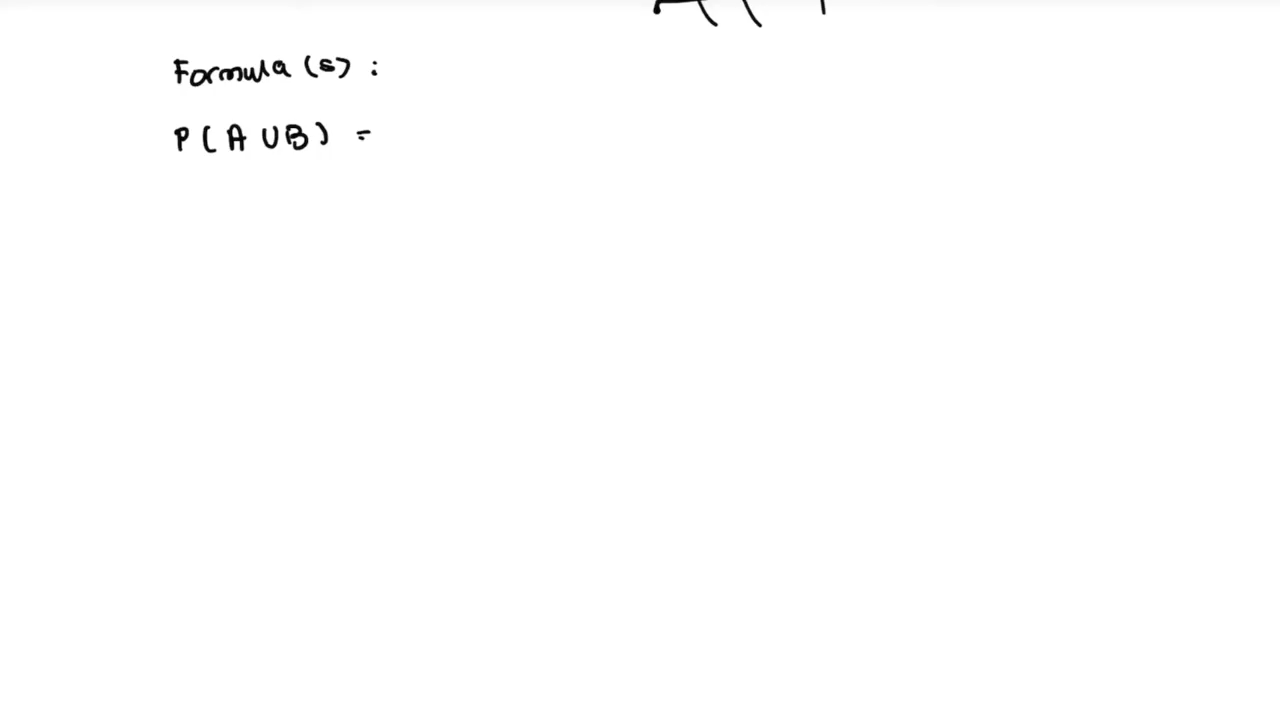 Formula (s) :
P ( A U B ) =